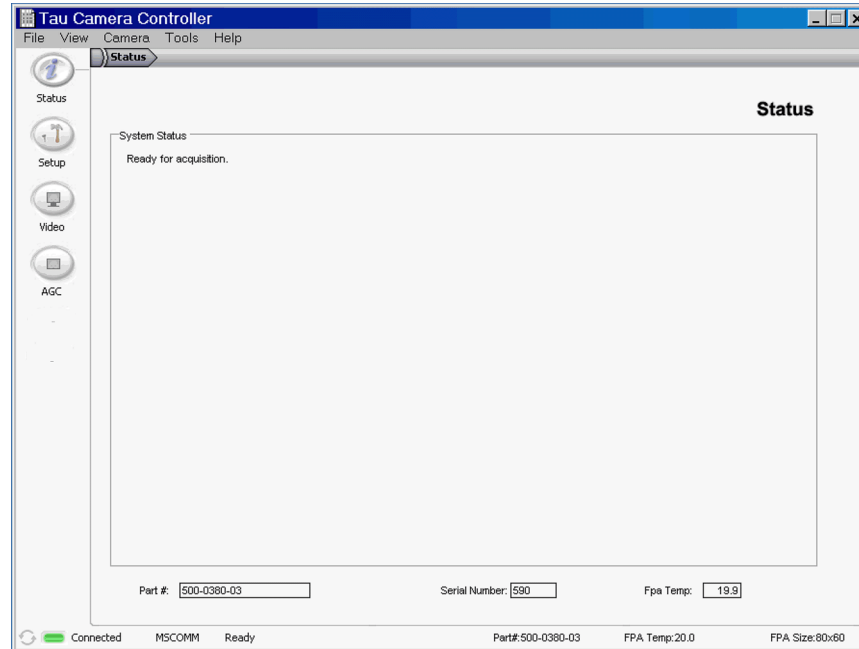 Tau Camera Controller
File View Camera Tools Help
Status
Status
Setup
Video
AGC
Status
System Status
Ready for acquisition.
Part #: 500-0380-03 Serial Number: 590 Fpa Temp: 19.9
Connected MSCOMM Ready Part#:500-0380-03 FPA Temp:20.0 FPA Size:80x60